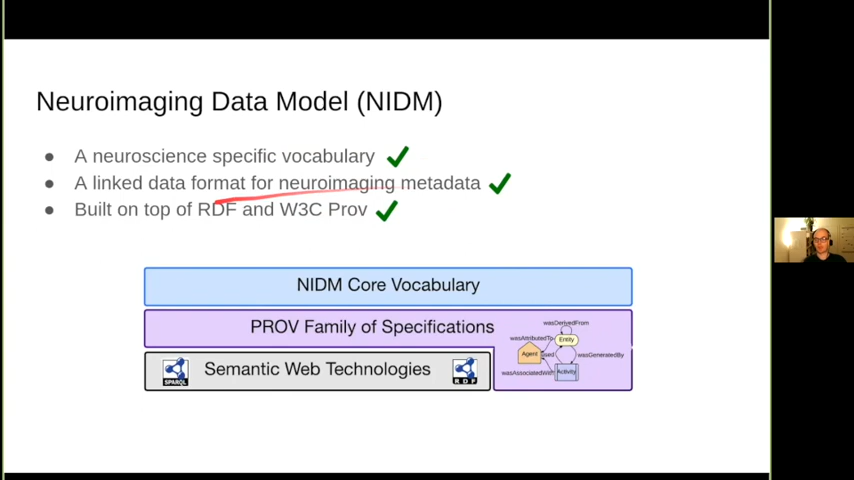 Neuroimaging Data Model (NIDM)
● A neuroscience specific vocabulary
● A linked data format for neuroimaging metadata
● Built on top of RDF and W3C Prov
NIDM Core Vocabulary
PROV Family of Specifications
wasDerivedFrom
wasAttributedTo
Entity
Agent
used
wasGeneratedBy
wasAssociatedWith
Activity
SPARQL
Semantic Web Technologies
RDF